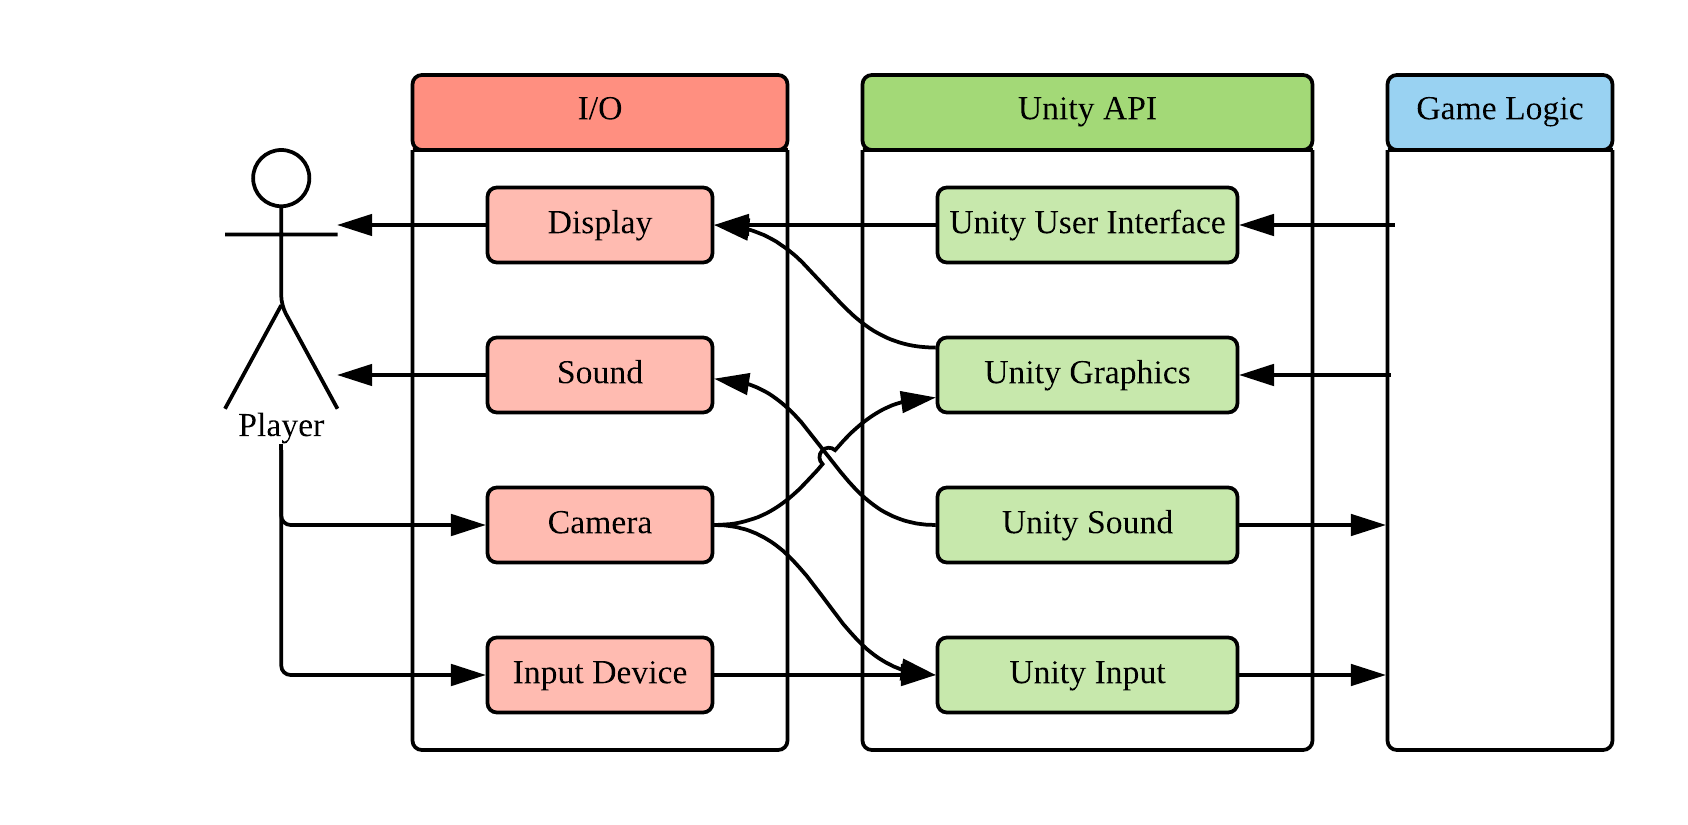 I/O
Unity API
Game Logic
Display
Unity User Interface
Sound
Unity Graphics
Player
Camera
Unity Sound
Input Device
Unity Input